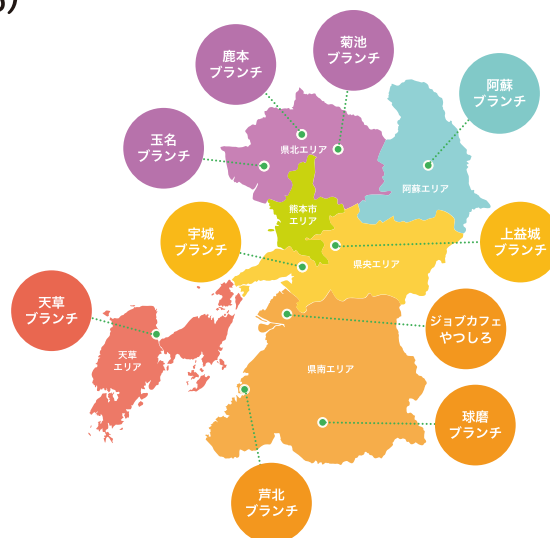 鹿本
ブランチ
菊池
ブランチ
阿蘇
ブランチ
玉名
ブランチ
県北エリア
阿蘇エリア
熊本市
エリア
宇城
ブランチ
上益城
ブランチ
県央エリア
天草
ブランチ
ジョブカフェ
やつしろ
天草
エリア
県南エリア
球磨
ブランチ
芦北
ブランチ